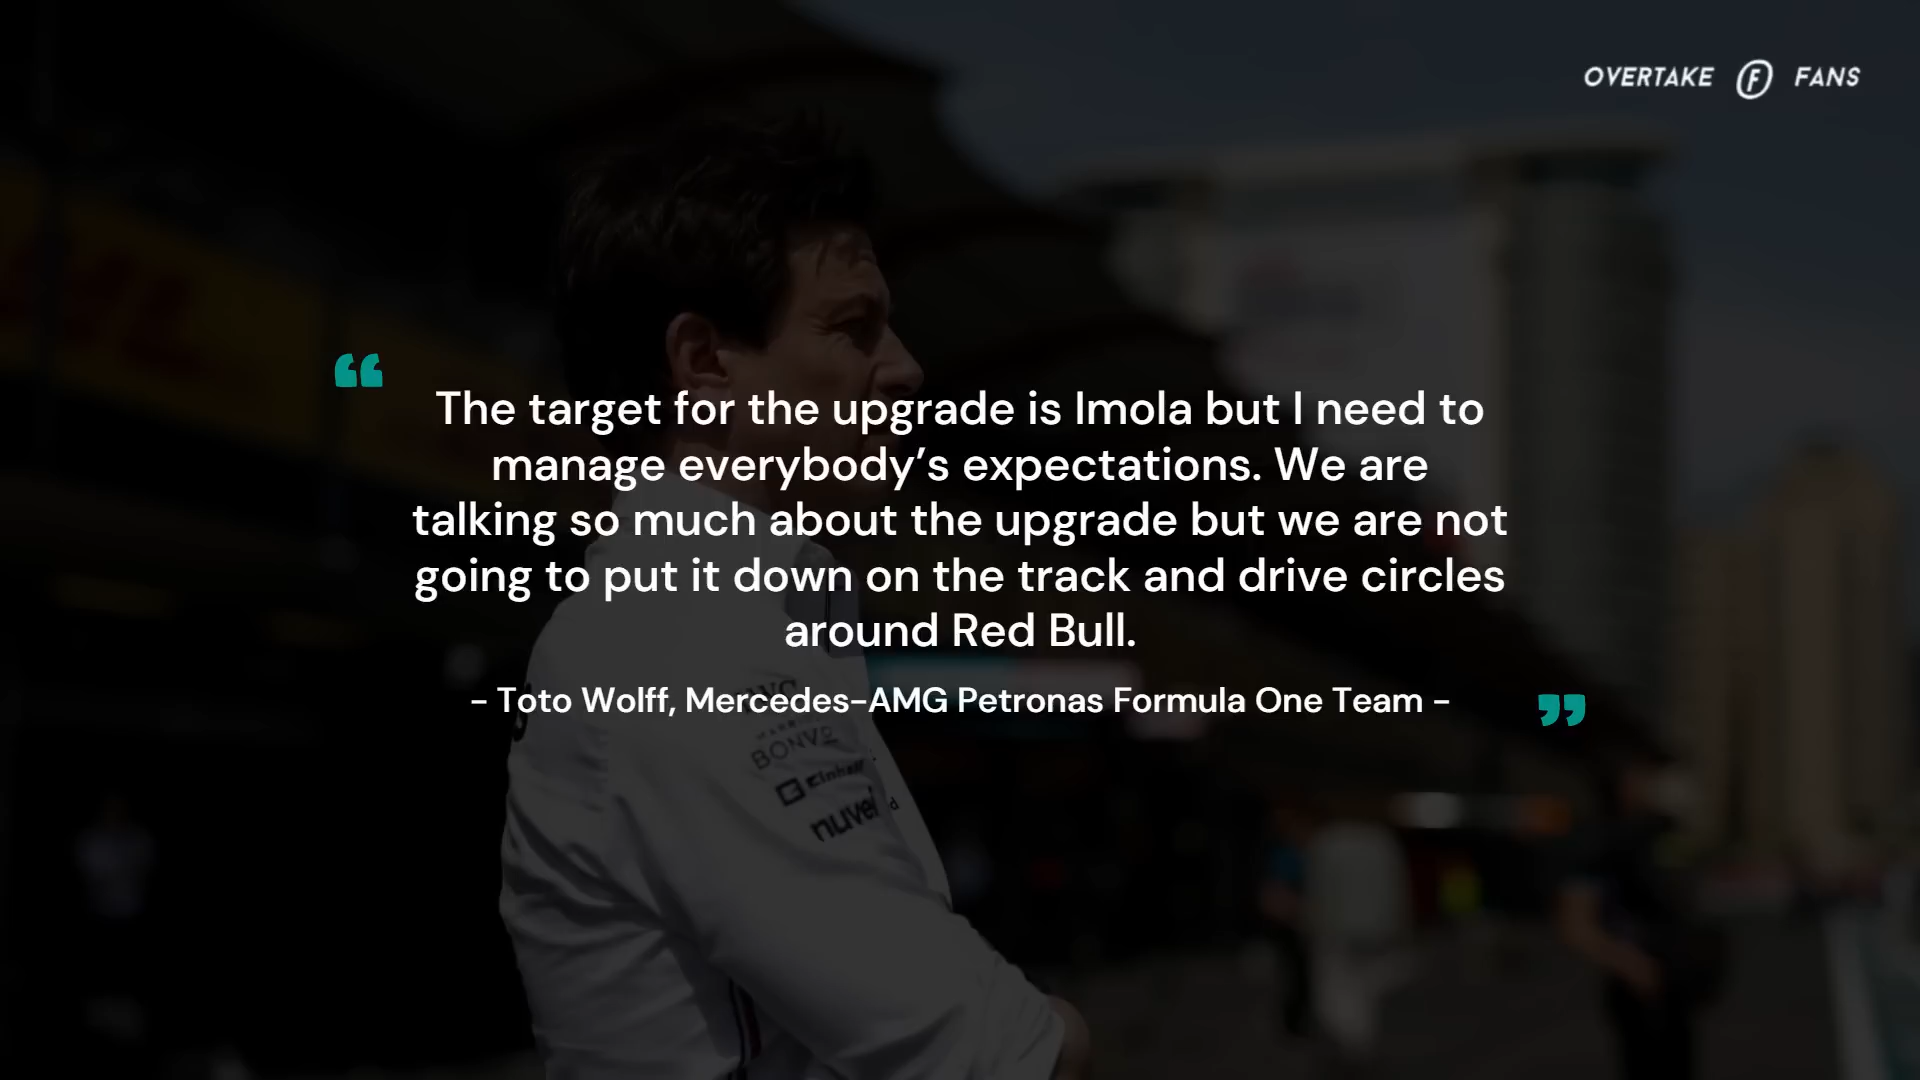 OVERTAKE F FANS
“
The target for the upgrade is Imola but I need to
manage everybody’s expectations. We are
talking so much about the upgrade but we are not
going to put it down on the track and drive circles
around Red Bull.
- Toto Wolff, Mercedes-AMG Petronas Formula One Team -
”
BONV
nuvei